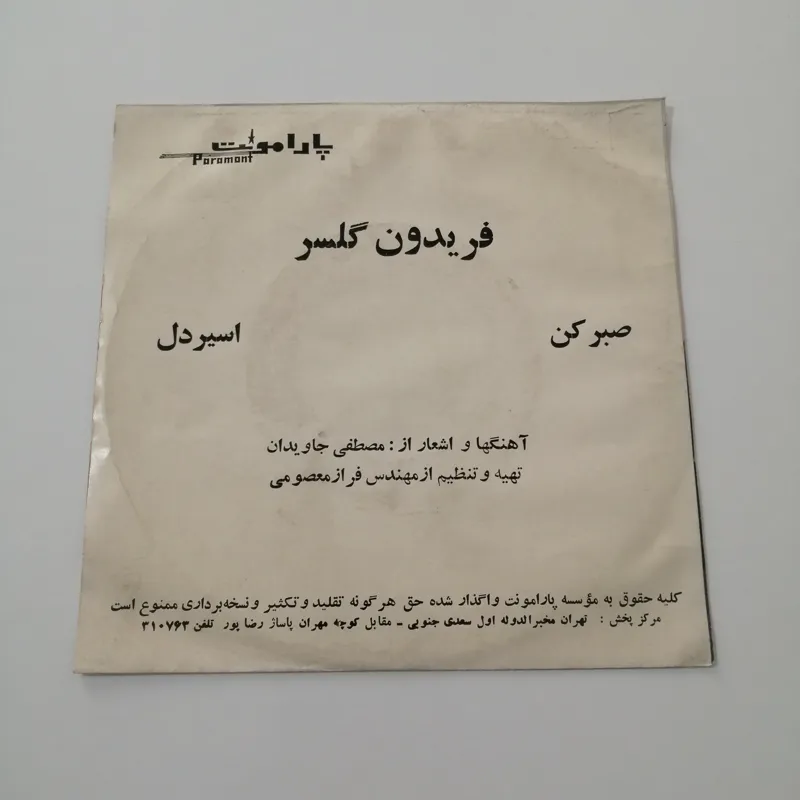 پارامونت
Paramont
فریدون گلسر
صبر کن
اسیر دل
آهنگها و اشعار از : مصطفی جاویدان
تهیه و تنظیم از مهندس فراز معصومی
کلیه حقوق به مؤسسه پارامونت واگذار شده حق هرگونه تقلید و تکثیر و نسخه‌برداری ممنوع است
مرکز پخش : تهران مخبرالدوله اول سعدی جنوبی – مقابل کوچه مهران پاساژ رضا پور تلفن ۳۱۰۷۶۳